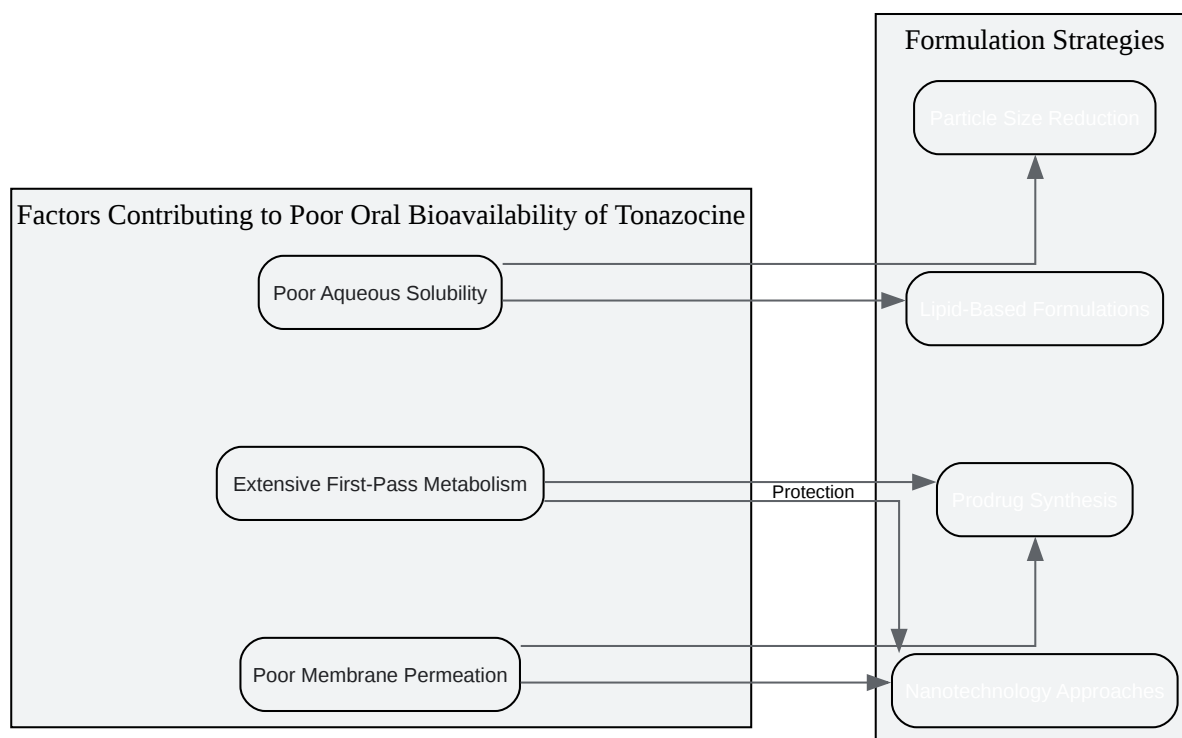 Formulation Strategies
Particle Size Reduction
Factors Contributing to Poor Oral Bioavailability of Tonazocine
Poor Aqueous Solubility
Lipid-Based Formulations
Extensive First-Pass Metabolism
Protection
Prodrug Synthesis
Poor Membrane Permeation
Nanotechnology Approaches